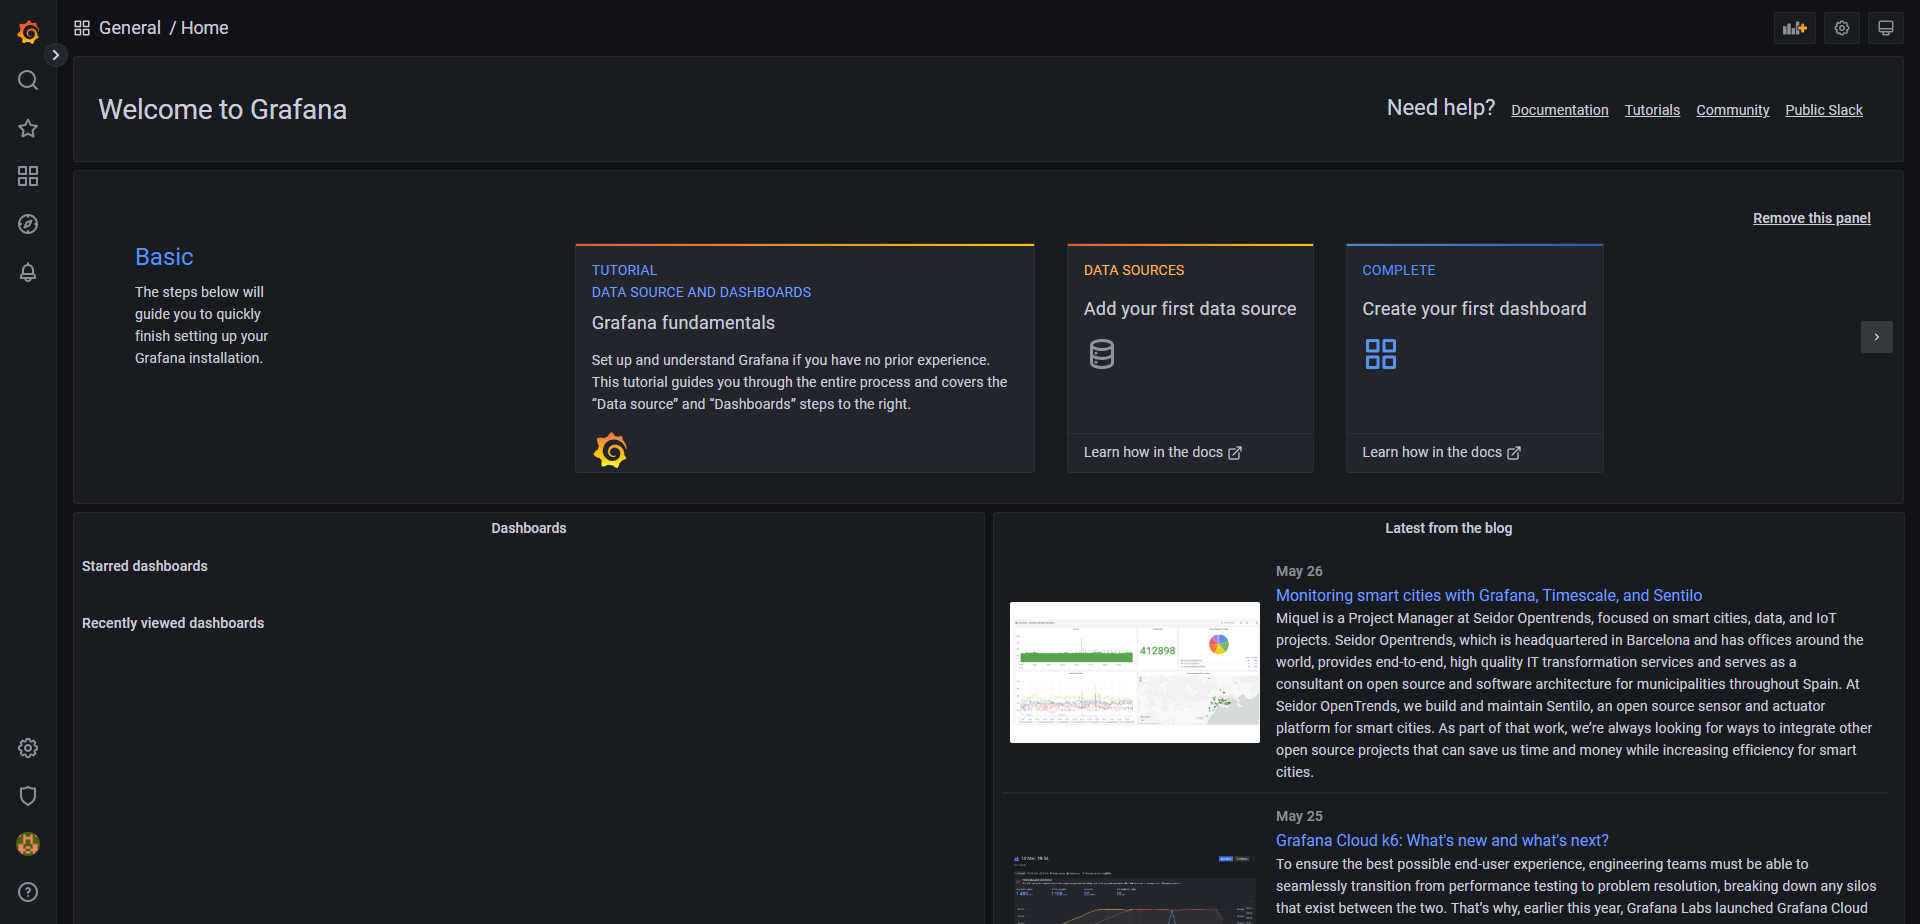 General / Home
Welcome to Grafana
Need help? Documentation Tutorials Community Public Slack
Remove this panel
Basic
The steps below will
guide you to quickly
finish setting up your
Grafana installation.
TUTORIAL
DATA SOURCE AND DASHBOARDS
Grafana fundamentals
Set up and understand Grafana if you have no prior experience.
This tutorial guides you through the entire process and covers the
“Data source” and “Dashboards” steps to the right.
DATA SOURCES
Add your first data source
Learn how in the docs
COMPLETE
Create your first dashboard
Learn how in the docs
Dashboards
Starred dashboards
Recently viewed dashboards
Latest from the blog
412898
May 26
Monitoring smart cities with Grafana, Timescale, and Sentilo
Miquel is a Project Manager at Seidor Opentrends, focused on smart cities, data, and IoT
projects. Seidor Opentrends, which is headquartered in Barcelona and has offices around the
world, provides end-to-end, high quality IT transformation services and serves as a
consultant on open source and software architecture for municipalities throughout Spain. At
Seidor OpenTrends, we build and maintain Sentilo, an open source sensor and actuator
platform for smart cities. As part of that work, we’re always looking for ways to integrate other
open source projects that can save us time and money while increasing efficiency for smart
cities.
May 25
Grafana Cloud k6: What's new and what's next?
To ensure the best possible end-user experience, engineering teams must be able to
seamlessly transition from performance testing to problem resolution, breaking down any silos
that exist between the two. That’s why, earlier this year, Grafana Labs launched Grafana Cloud